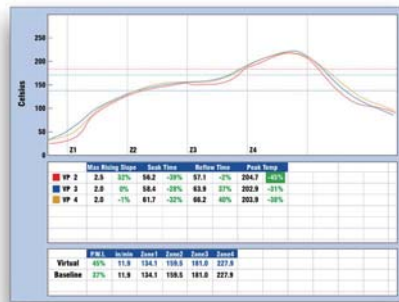 250
200
150
100
50
0
Celsius
Z1 Z2 Z3 Z4
Max Rising Slope Soak Time Reflow Time Peak Temp
VP 2 2.5 32% 56.2 -39% 57.1 -2% 204.7 -45%
VP 3 2.0 0% 58.4 -28% 63.9 37% 202.9 -31%
VP 4 2.0 -1% 61.7 -32% 66.2 40% 203.9 -38%
P.W.I. in/min Zone1 Zone2 Zone3 Zone4
Virtual 45% 11.9 134.1 159.5 181.0 227.9
Baseline 37% 11.9 134.1 159.5 181.0 227.9